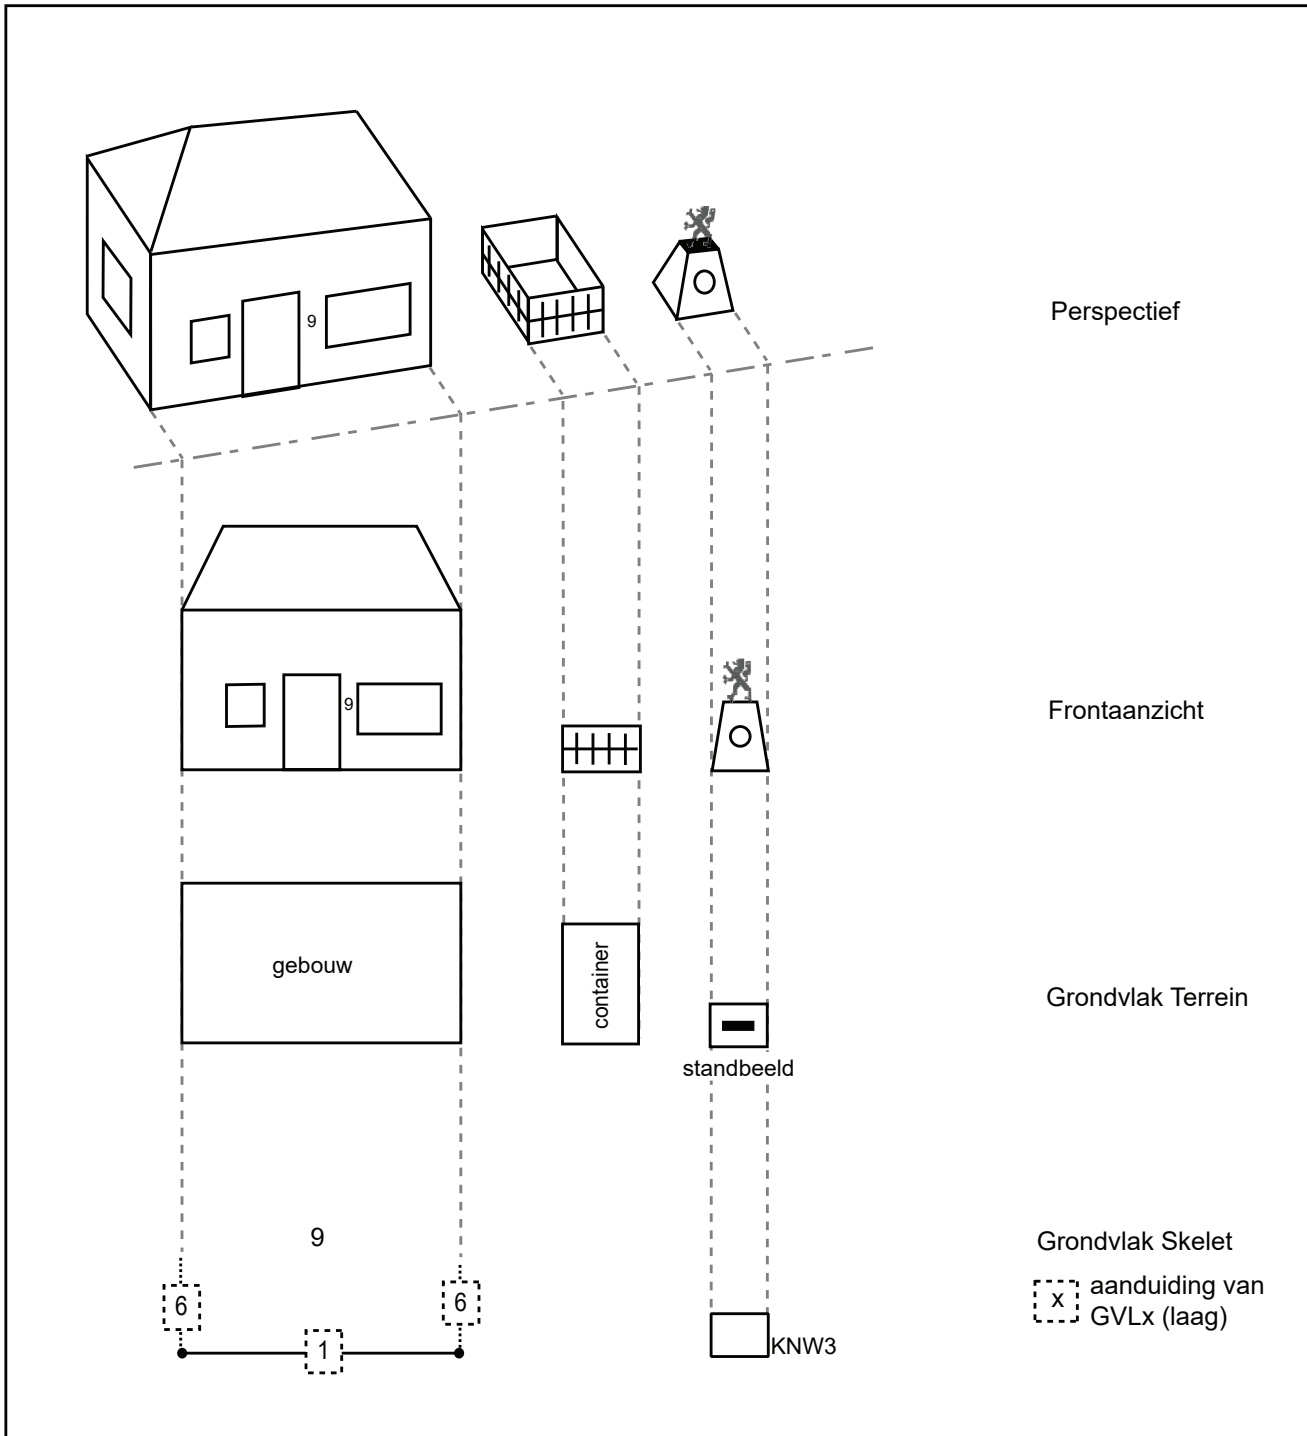 9
Perspectief
9
Frontaanzicht
gebouw
container
Grondvlak Terrein
standbeeld
9
Grondvlak Skelet
x
aanduiding van
GVLx (laag)
6
6
1
KNW3